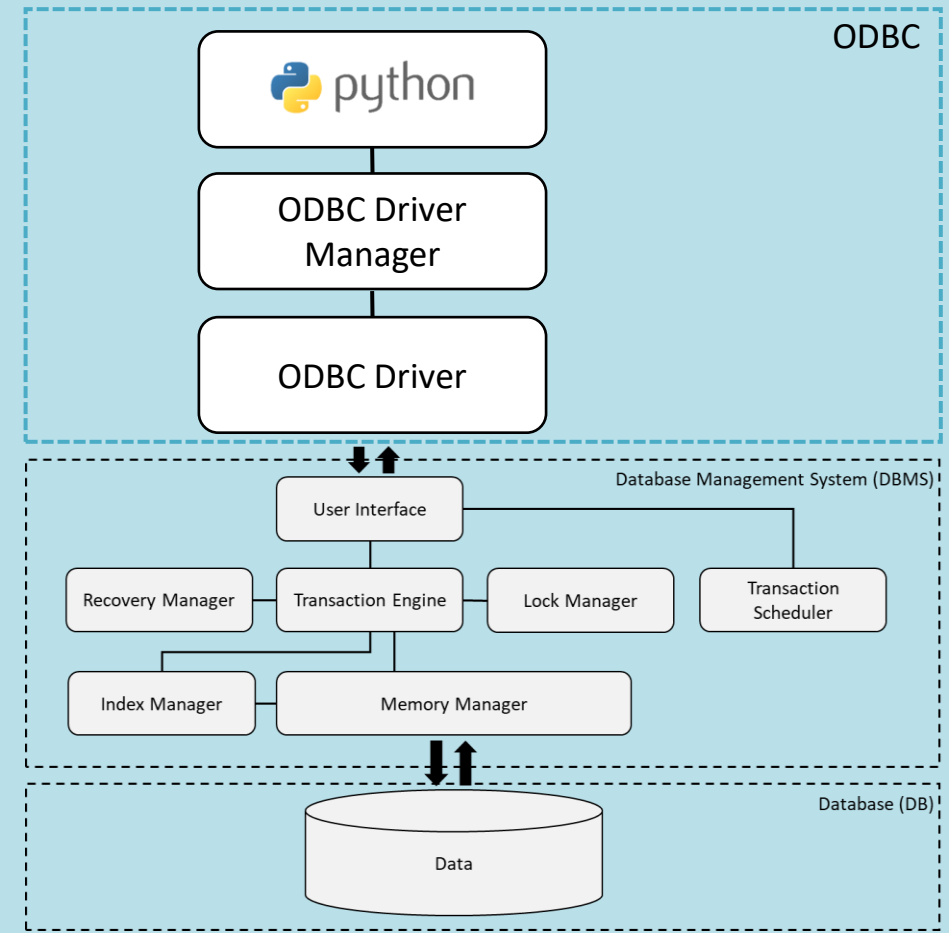 ODBC
python
ODBC Driver
Manager
ODBC Driver
Database Management System (DBMS)
User Interface
Recovery Manager
Transaction Engine
Lock Manager
Transaction
Scheduler
Index Manager
Memory Manager
Database (DB)
Data